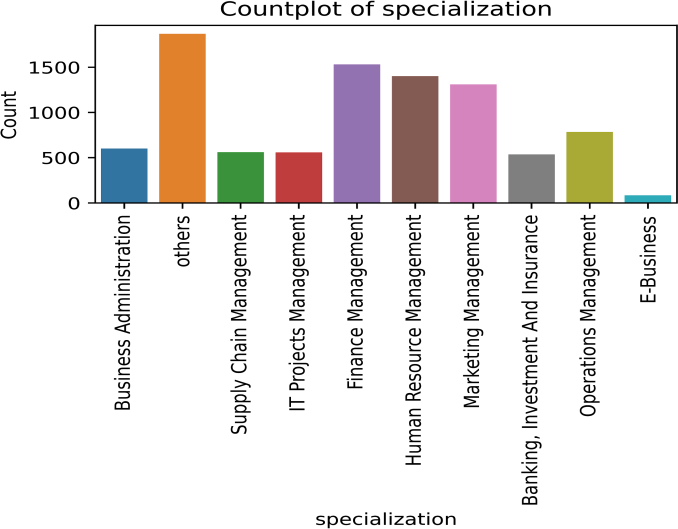 Countplot of specialization
Count
1500
1000
500
0
Business Administration
others
Supply Chain Management
IT Projects Management
Finance Management
Human Resource Management
Marketing Management
Banking, Investment And Insurance
Operations Management
E-Business
specialization